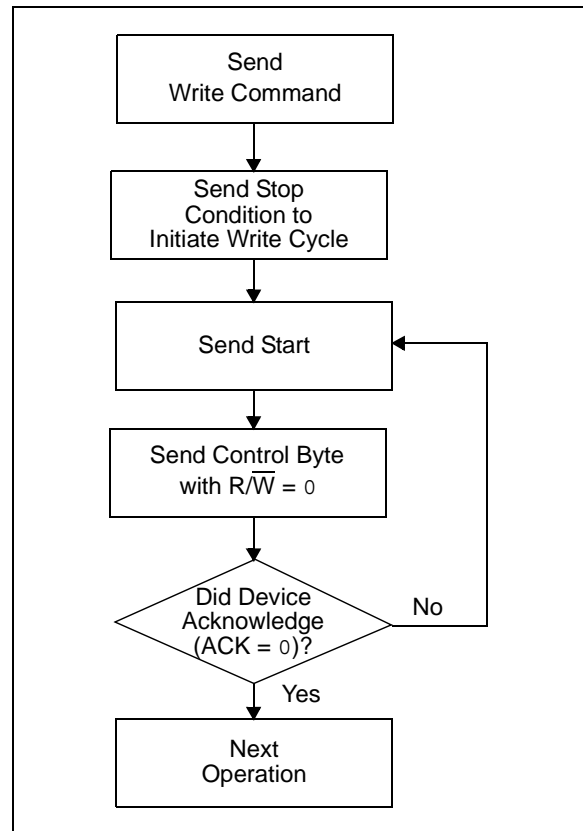 Send
Write Command
Send Stop
Condition to
Initiate Write Cycle
Send Start
Send Control Byte
with R/W̅ = 0
Did Device
Acknowledge
(ACK = 0)?
No
Yes
Next
Operation